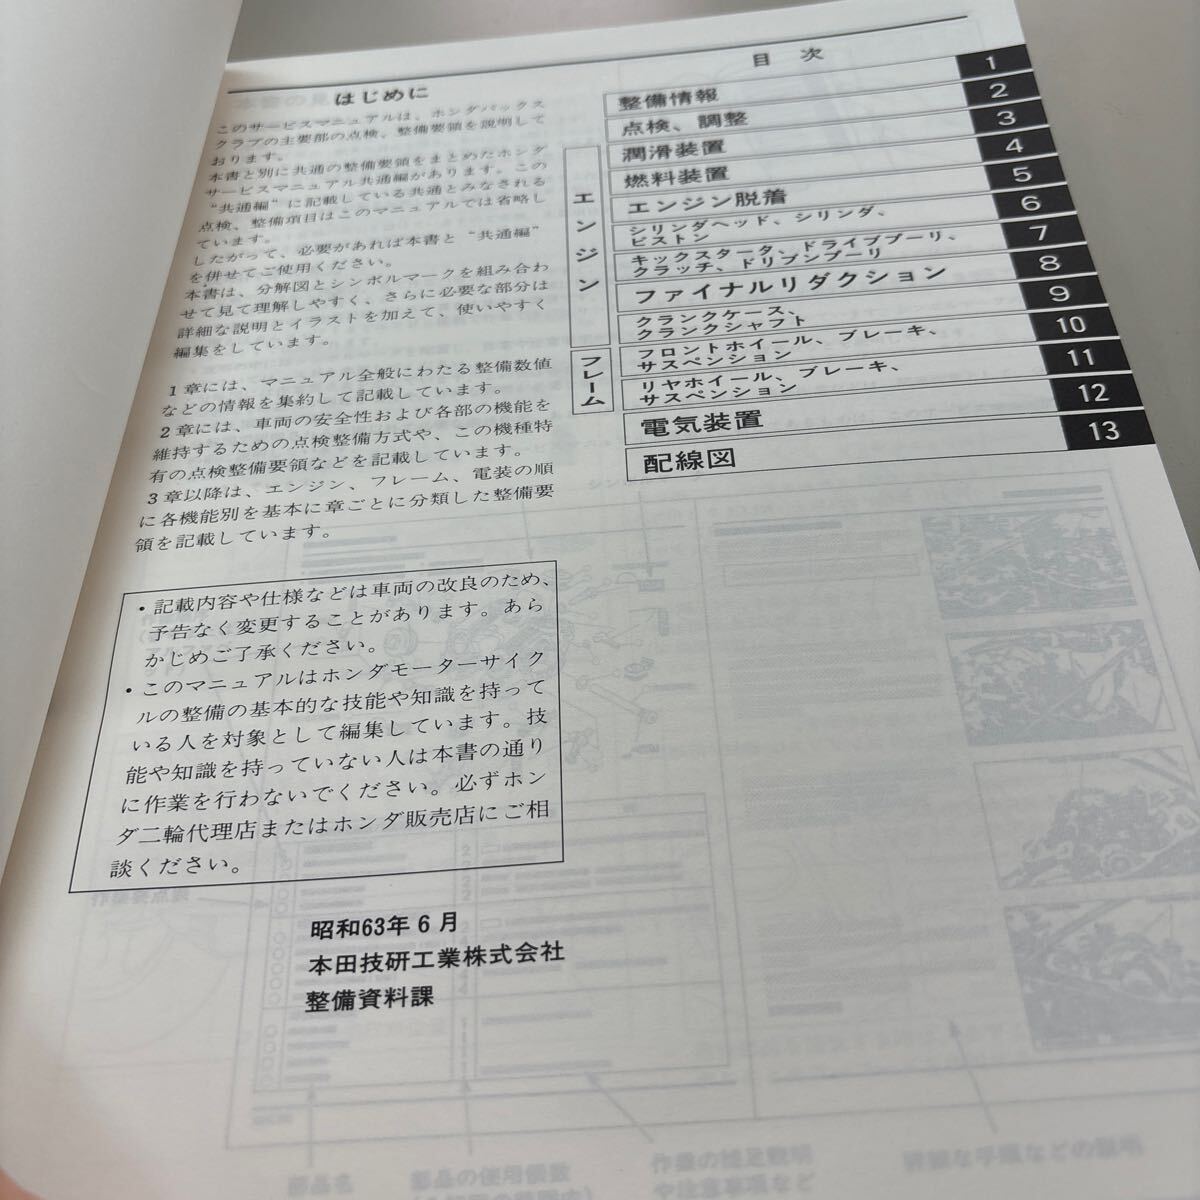 はじめに
このサービスマニュアルは、ホンダパックス
クラブの主要部の点検、整備要領を説明して
おります。
本書と別に共通の整備要領をまとめたホンダ
サービスマニュアル共通編があります。この
“共通編”に記載している共通とみなされる
点検、整備項目はこのマニュアルでは省略し
ています。
したがって、必要があれば本書と“共通編”
を併せてご使用ください。
本書は、分解図とシンボルマークを組み合わ
せて見て理解しやすく、さらに必要な部分は
詳細な説明とイラストを加えて、使いやすく
編集をしています。
1章には、マニュアル全般にわたる整備数値
などの情報を集約して記載しています。
2章には、車両の安全性および各部の機能を
維持するための点検整備方式や、この機種特
有の点検整備要領などを記載しています。
3章以降は、エンジン、フレーム、電装の順
に各機能別を基本に章ごとに分類した整備要
領を記載しています。
・記載内容や仕様などは車両の改良のため、
予告なく変更することがあります。あら
かじめご了承ください。
・このマニュアルはホンダモーターサイク
ルの整備の基本的な技能や知識を持って
いる人を対象として編集しています。技
能や知識を持っていない人は本書の通り
に作業を行わないでください。必ずホン
ダ二輪代理店またはホンダ販売店にご相
談ください。
昭和63年6月
本田技研工業株式会社
整備資料課
目 次
整備情報 1
点検、調整 2
エンジン
潤滑装置 3
燃料装置 4
エンジン脱着 5
シリンダヘッド、シリンダ、
ピストン 6
キックスタータ、ドライブプーリ、
クラッチ、ドリブンプーリ 7
ファイナルリダクション 8
クランクケース、
クランクシャフト 9
フレーム
フロントホイール、ブレーキ、
サスペンション 10
リヤホイール、ブレーキ、
サスペンション 11
電気装置 12
配線図 13